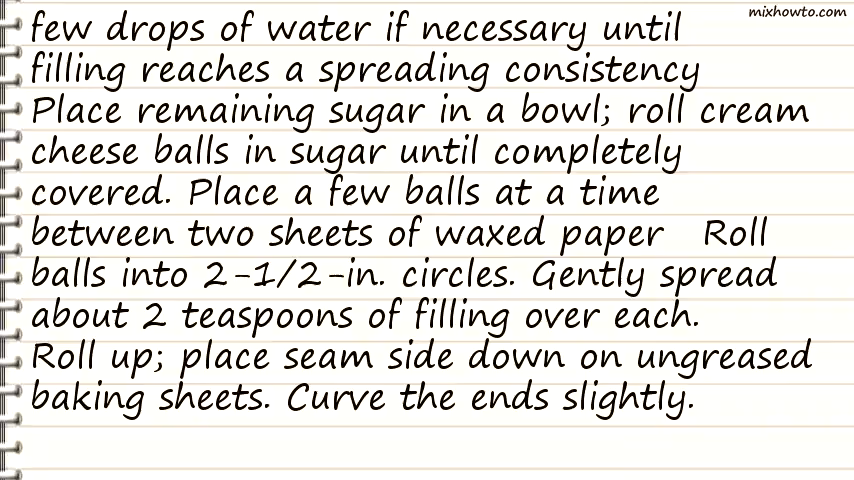 mixhowto.com
few drops of water if necessary until
filling reaches a spreading consistency
Place remaining sugar in a bowl; roll cream
cheese balls in sugar until completely
covered. Place a few balls at a time
between two sheets of waxed paper   Roll
balls into 2-1/2-in. circles. Gently spread
about 2 teaspoons of filling over each.
Roll up; place seam side down on ungreased
baking sheets. Curve the ends slightly.